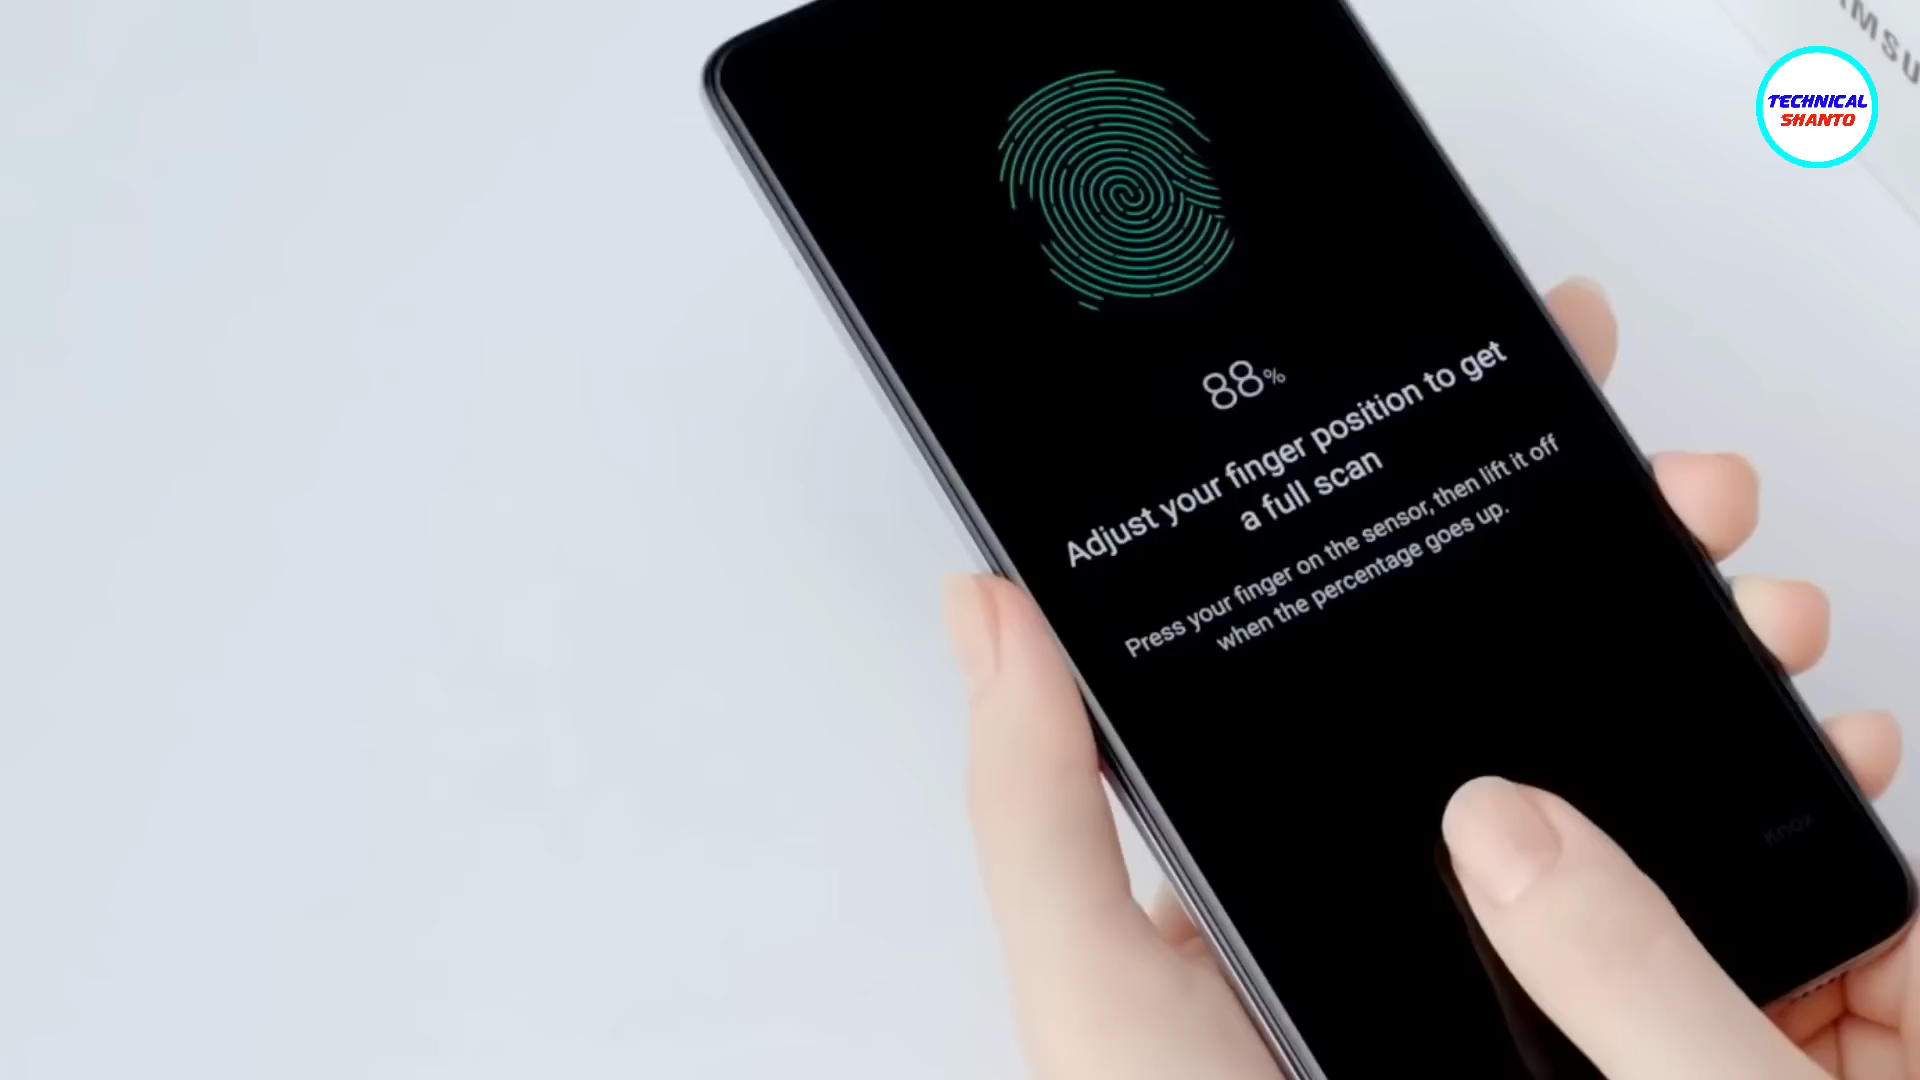 TECHNICAL
SHANTO
88%
Adjust your finger position to get
a full scan
Press your finger on the sensor, then lift it off
when the percentage goes up.
Knox